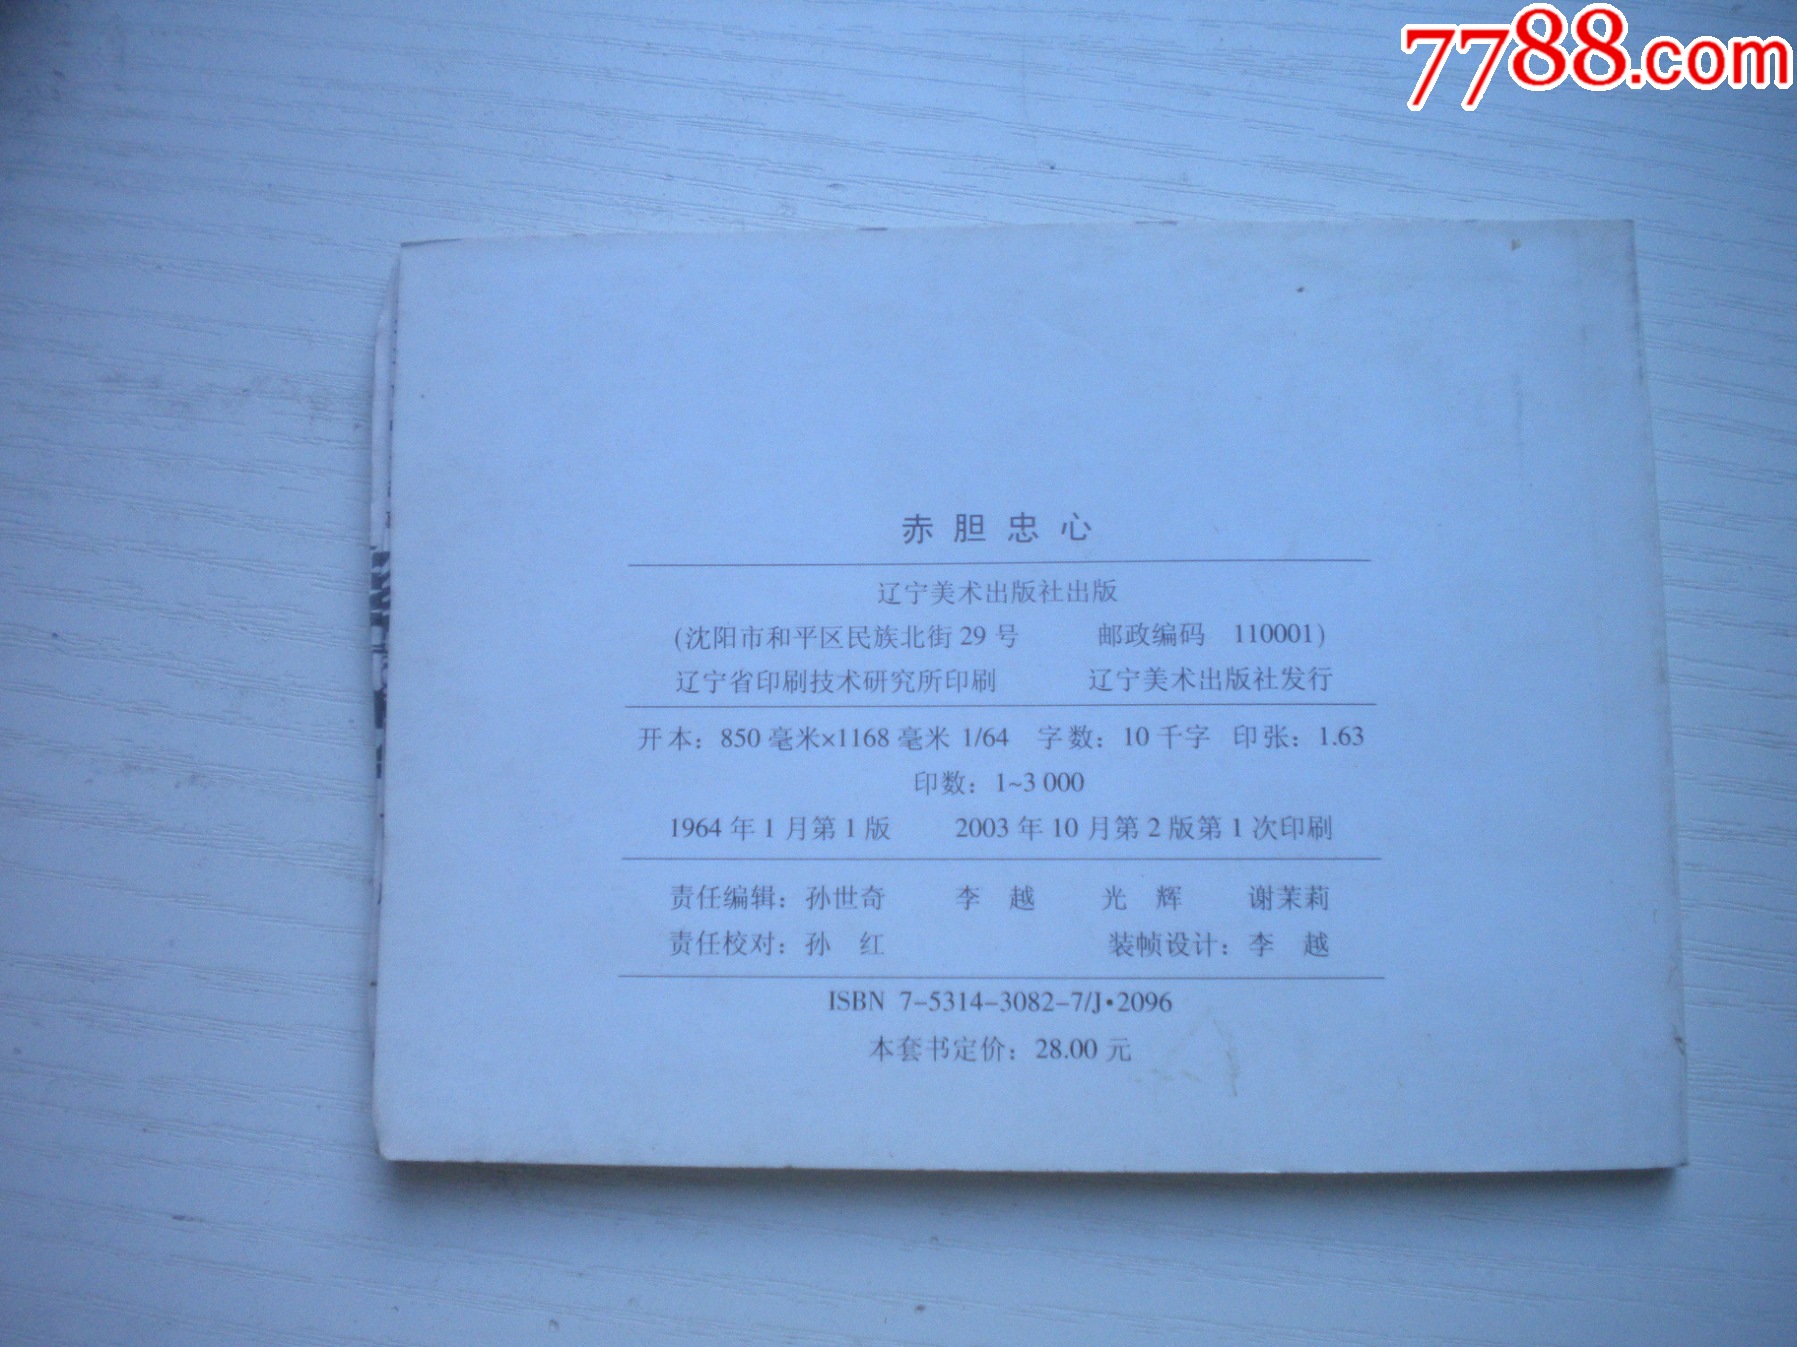 7788.com
赤胆忠心
辽宁美术出版社出版
(沈阳市和平区民族北街 29 号 邮政编码 110001)
辽宁省印刷技术研究所印刷 辽宁美术出版社发行
开本：850 毫米×1168 毫米 1/64 字数：10 千字 印张：1.63
印数：1~3 000
1964 年 1 月第 1 版 2003 年 10 月第 2 版第 1 次印刷
责任编辑：孙世奇 李 越 光 辉 谢茉莉
责任校对：孙 红 装帧设计：李 越
ISBN 7-5314-3082-7/J·2096
本套书定价：28.00 元